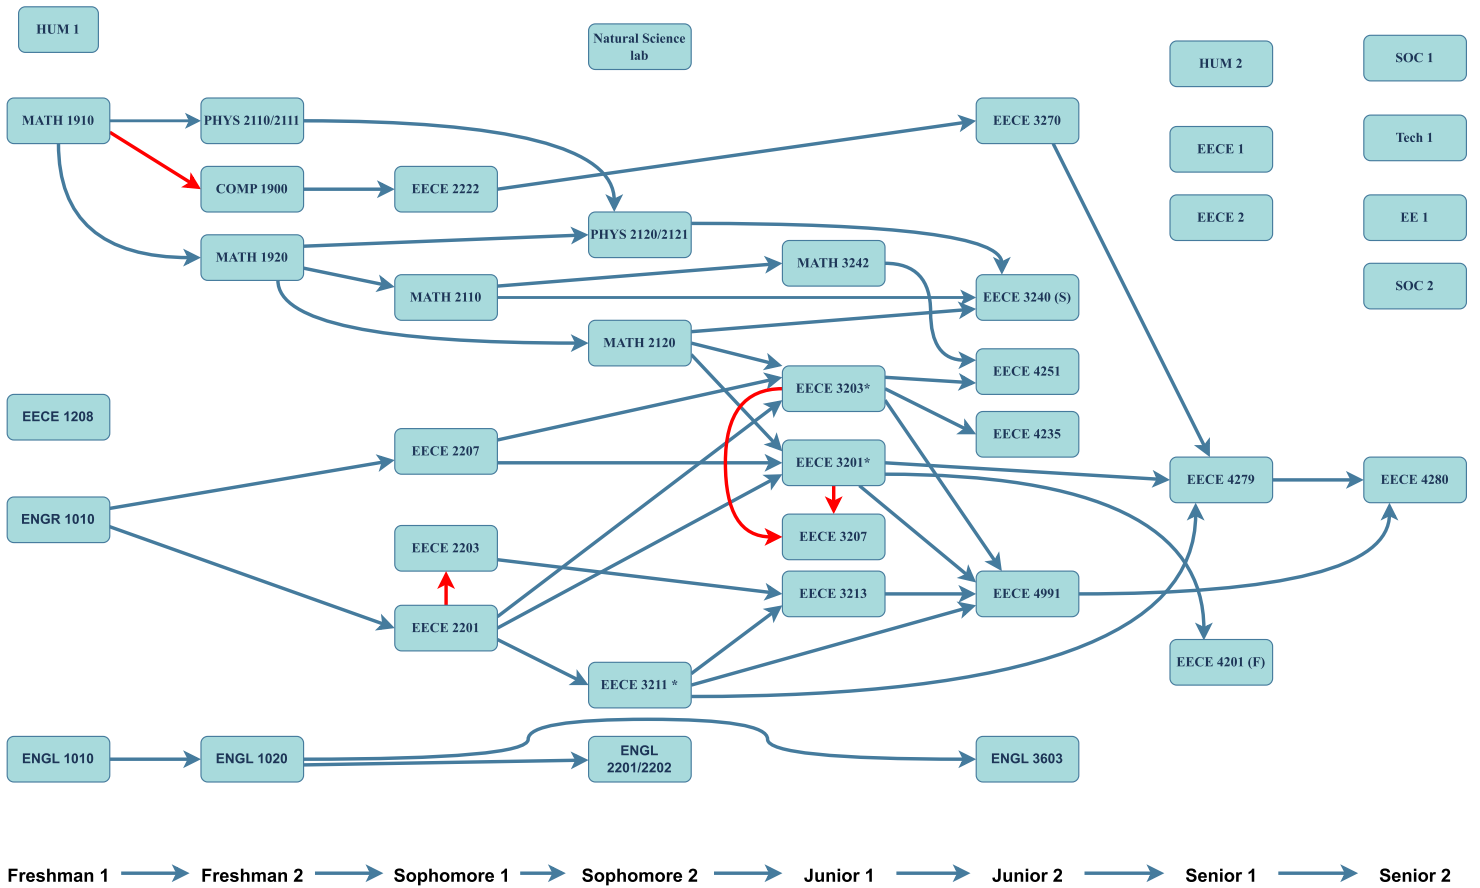 HUM 1
Natural Science
lab
HUM 2
SOC 1
MATH 1910
PHYS 2110/2111
EECE 3270
EECE 1
Tech 1
COMP 1900
EECE 2222
EECE 2
EE 1
MATH 1920
PHYS 2120/2121
MATH 3242
MATH 2110
EECE 3240 (S)
SOC 2
MATH 2120
EECE 4251
EECE 3203*
EECE 1208
EECE 4235
EECE 2207
EECE 3201*
EECE 4279
EECE 4280
ENGR 1010
EECE 2203
EECE 3207
EECE 3213
EECE 4991
EECE 2201
EECE 3211 *
EECE 4201 (F)
ENGL 1010
ENGL 1020
ENGL
2201/2202
ENGL 3603
Freshman 1
Freshman 2
Sophomore 1
Sophomore 2
Junior 1
Junior 2
Senior 1
Senior 2